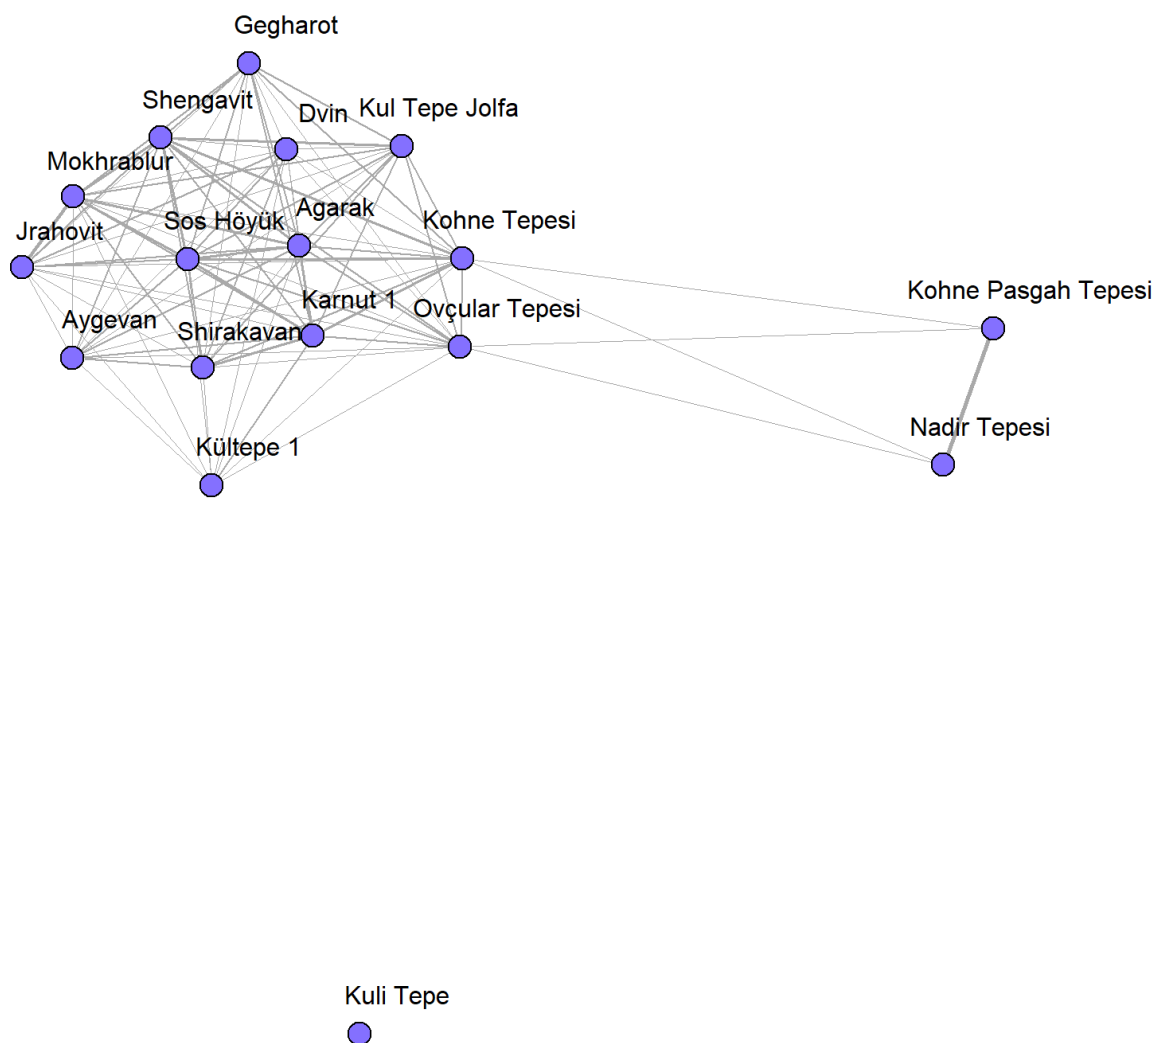 Gegharot
Shengavit
Dvin
Kul Tepe Jolfa
Mokhrablur
Jrahovit
Sos Höyük
Agarak
Kohne Tepesi
Kohne Pasgah Tepesi
Aygevan
Shirakavan
Karnut 1
Ovçular Tepesi
Nadir Tepesi
Kültepe 1
Kuli Tepe